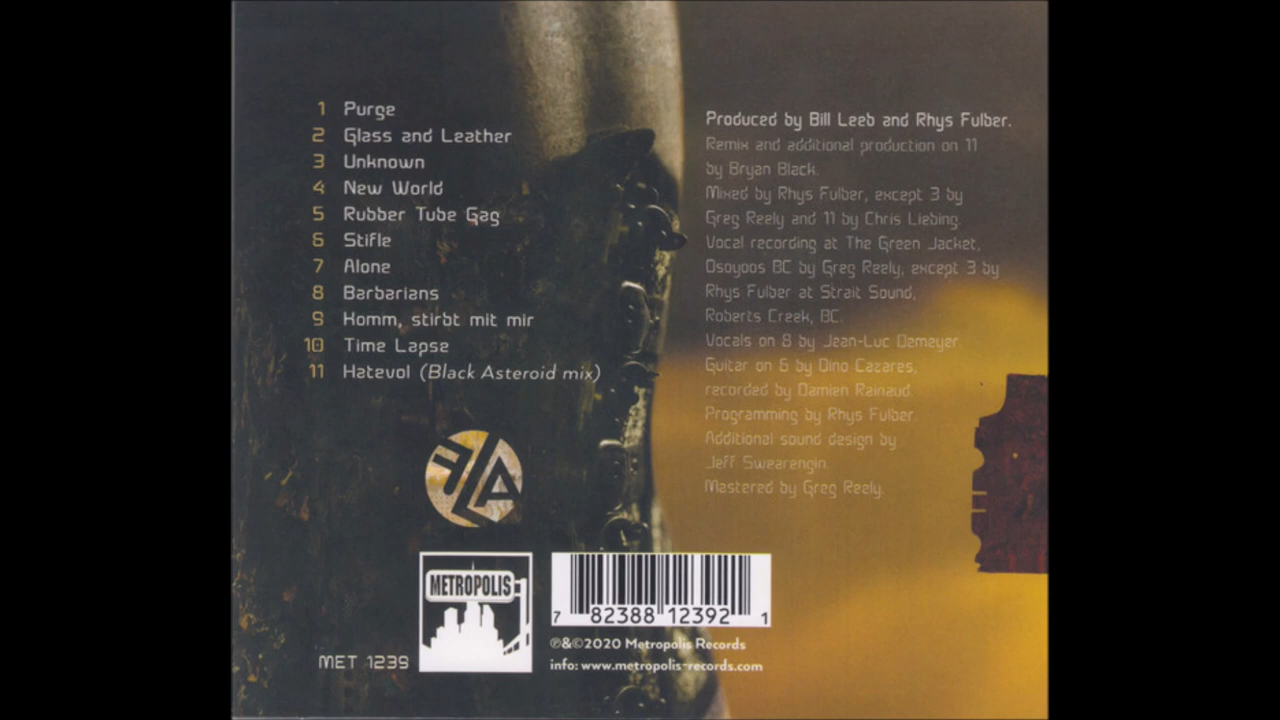 1 Purge
2 Glass and Leather
3 Unknown
4 New World
5 Rubber Tube Gag
6 Stifle
7 Alone
8 Barbarians
9 Komm, stirbt mit mir
10 Time Lapse
11 Hatevol (Black Asteroid mix)
Produced by Bill Leeb and Rhys Fulber.
Remix and additional production on 11
by Bryan Black.
Mixed by Rhys Fulber, except 3 by
Greg Reely and 11 by Chris Liebing.
Vocal recording at The Green Jacket,
Osoyoos BC by Greg Reely, except 3 by
Rhys Fulber at Strait Sound,
Roberts Creek, BC.
Vocals on 8 by Jean-Luc Demeyer.
Guitar on 6 by Dino Cazares,
recorded by Damien Rainaud.
Programming by Rhys Fulber.
Additional sound design by
Jeff Swearengin.
Mastered by Greg Reely.
FLA
METROPOLIS
MET 1239
7 82388 12392 1
℗&©2020 Metropolis Records
info: www.metropolis-records.com